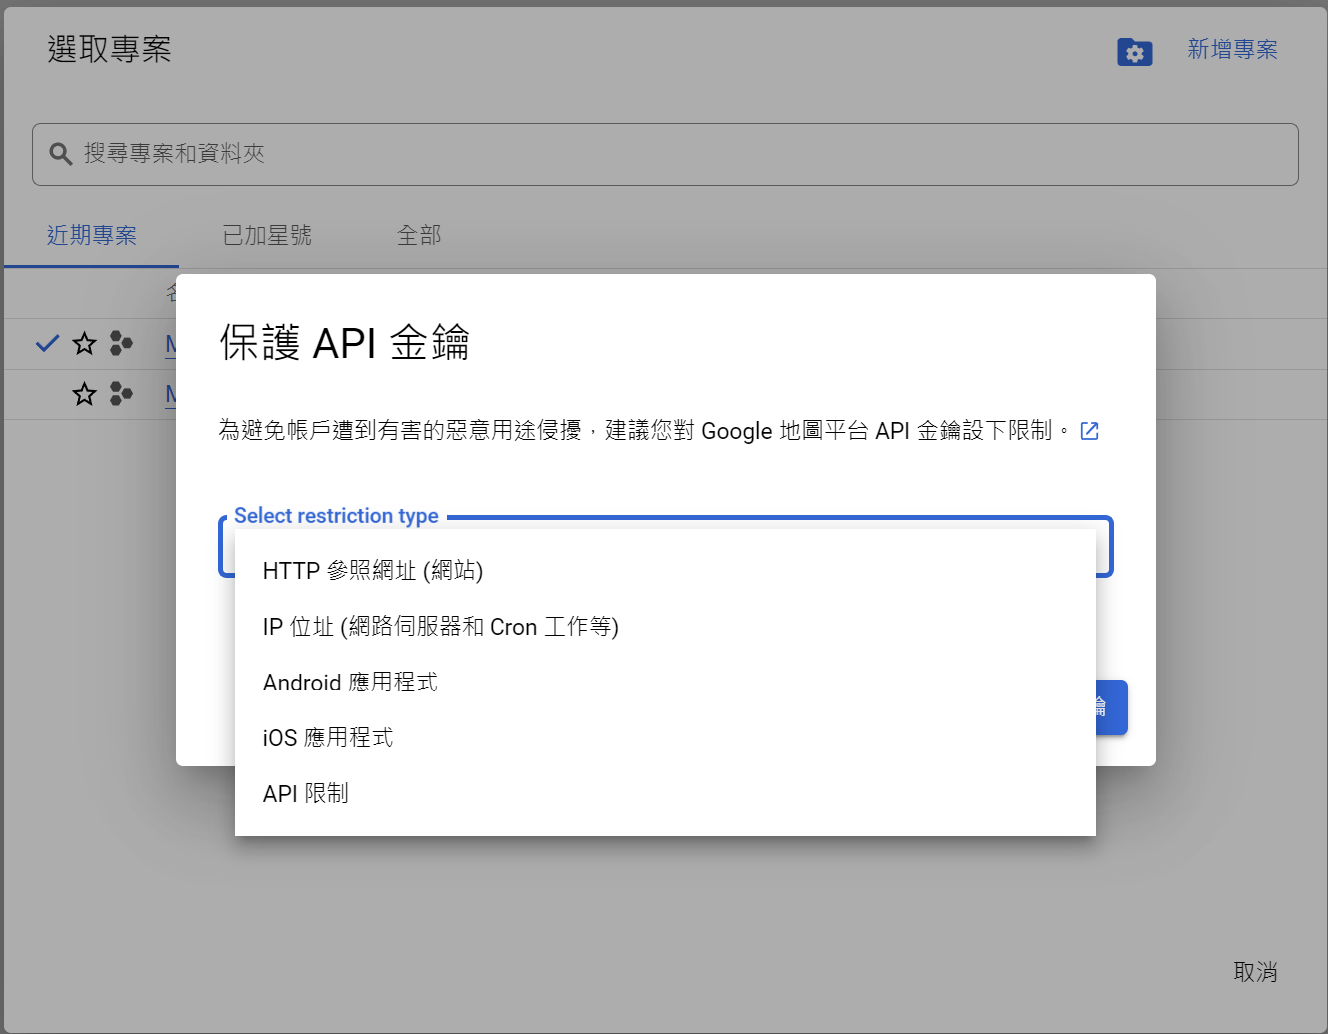 選取專案
新增專案
搜尋專案和資料夾
近期專案
已加星號
全部
保護 API 金鑰
為避免帳戶遭到有害的惡意用途侵擾，建議您對 Google 地圖平台 API 金鑰設下限制。
Select restriction type
HTTP 參照網址 (網站)
IP 位址 (網路伺服器和 Cron 工作等)
Android 應用程式
iOS 應用程式
API 限制
取消